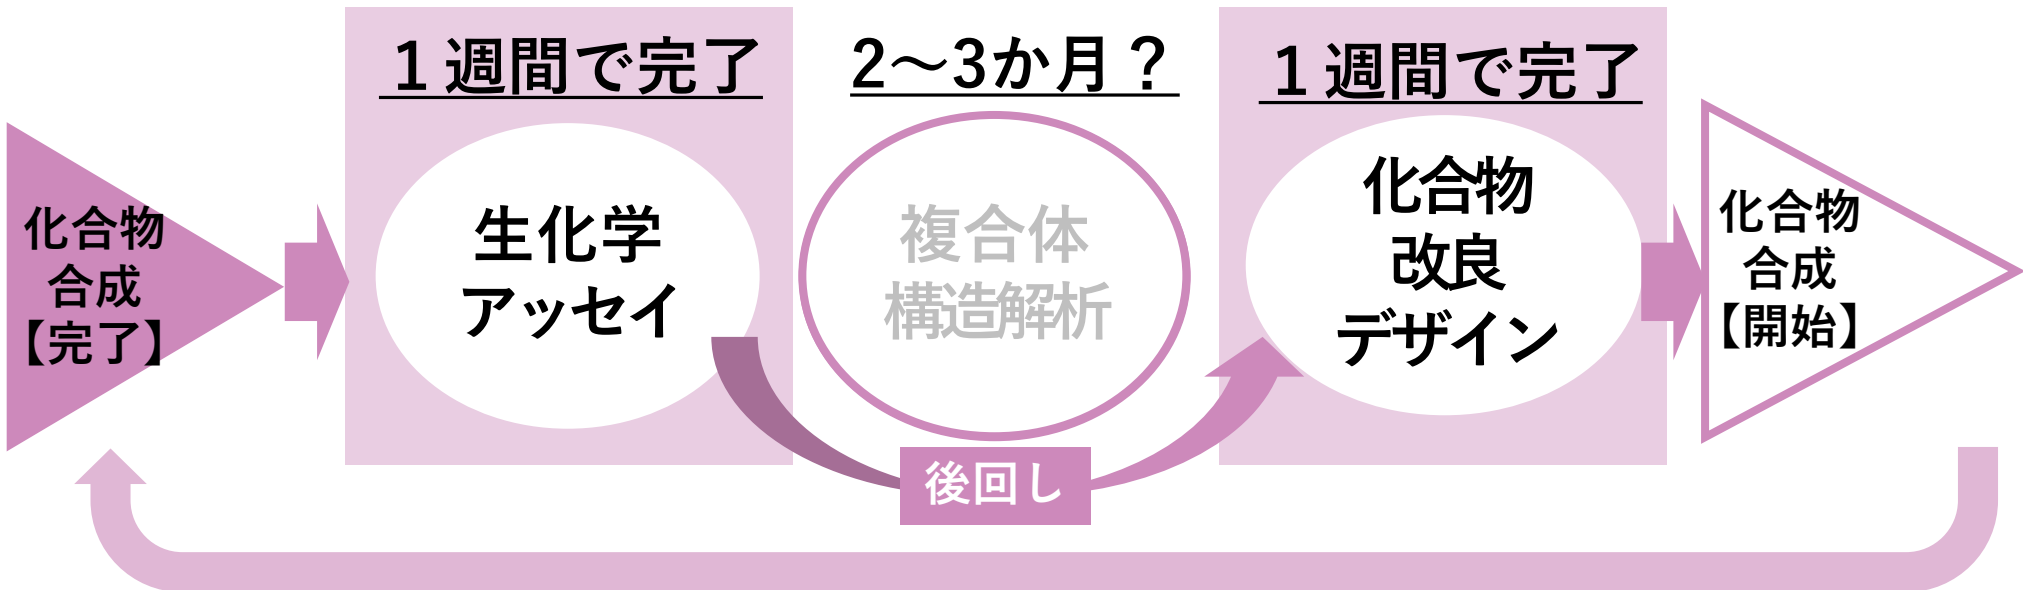 化合物
合成
【完了】
１週間で完了
生化学
アッセイ
2～3か月？
複合体
構造解析
後回し
１週間で完了
化合物
改良
デザイン
化合物
合成
【開始】